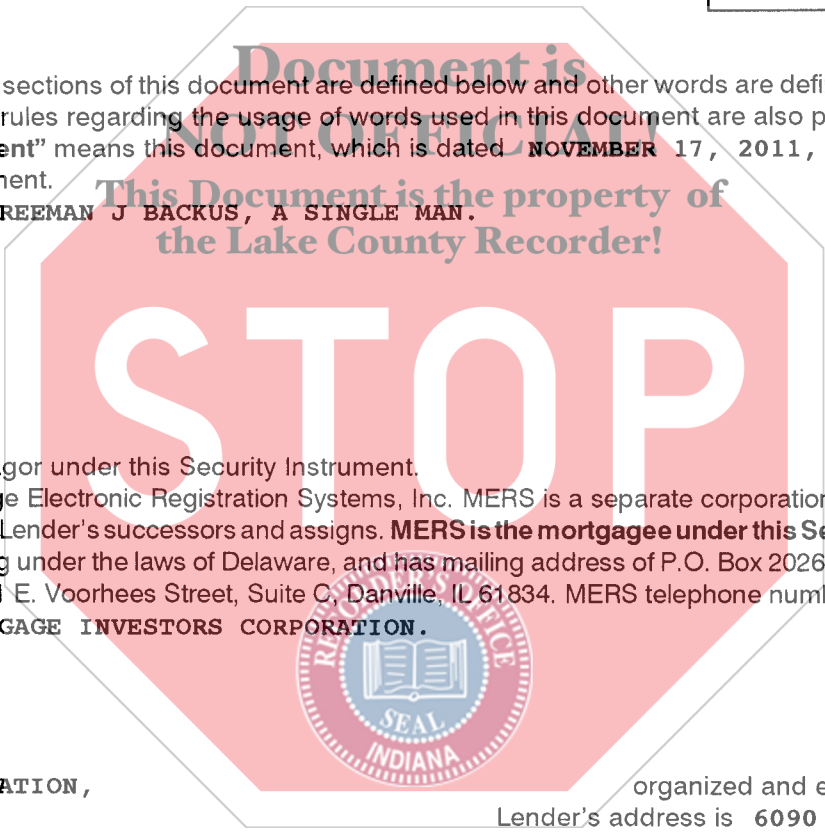 Document is
sections of this document are defined below and other words are defi
rules regarding the usage of words used in this document are also p
NOT OFFICIAL!
ent” means this document, which is dated NOVEMBER 17, 2011,
ment.
This Document is the property of
REEMAN J BACKUS, A SINGLE MAN.
the Lake County Recorder!
STOP
gor under this Security Instrument.
ge Electronic Registration Systems, Inc. MERS is a separate corporation
Lender's successors and assigns. MERS is the mortgagee under this Se
g under the laws of Delaware, and has mailing address of P.O. Box 2026
E. Voorhees Street, Suite C, Danville, IL 61834. MERS telephone num
GAGE INVESTORS CORPORATION.
RECORDER'S OFFICE
SEAL
INDIANA
ATION, organized and e
Lender's address is 6090